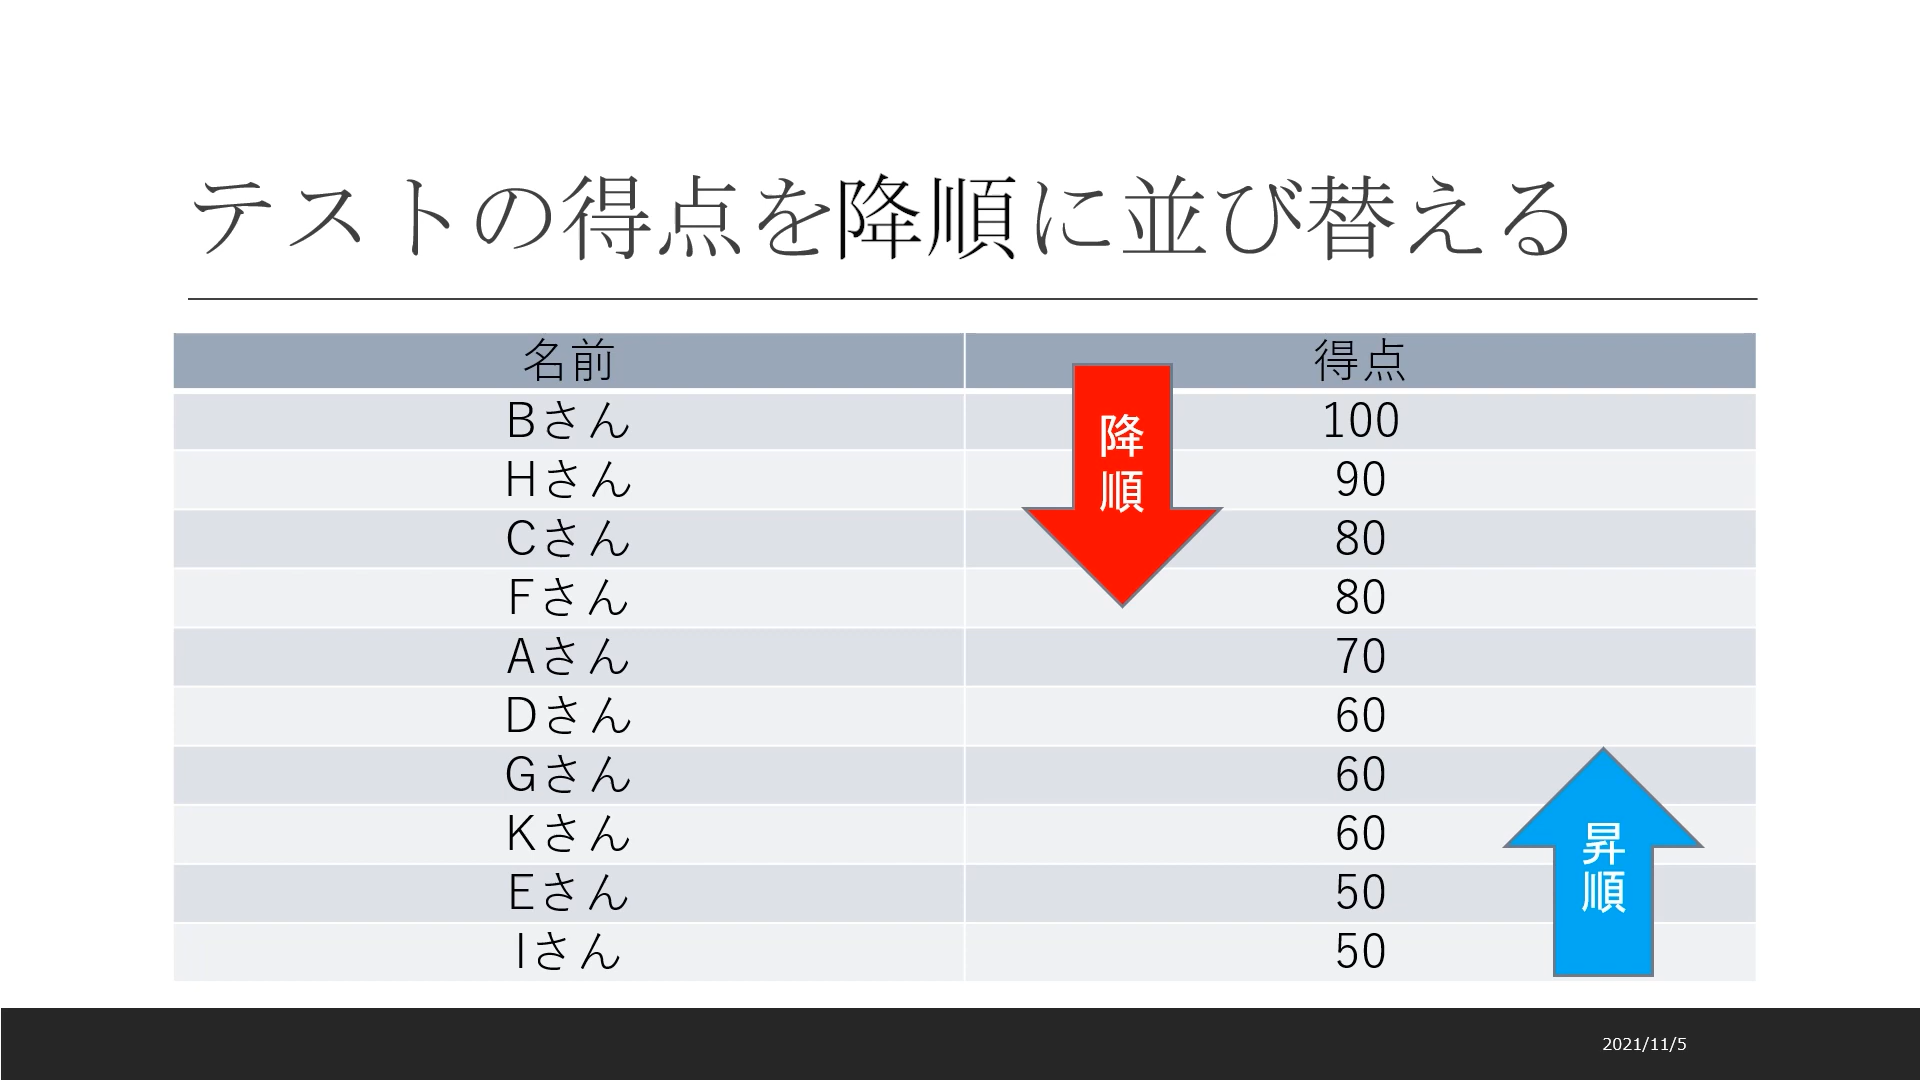 テストの得点を降順に並び替える
名前 得点
Bさん 100
Hさん 90
Cさん 80
Fさん 80
Aさん 70
Dさん 60
Gさん 60
Kさん 60
Eさん 50
Iさん 50
降順
昇順
2021/11/5